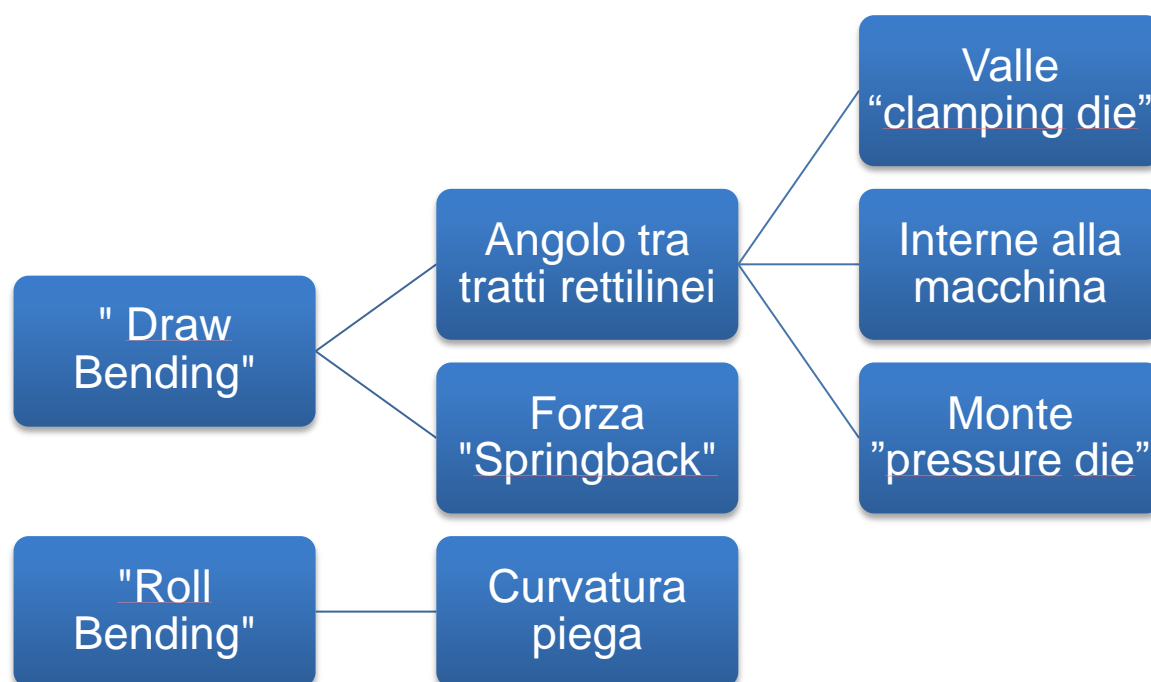 Valle
“clamping die”
Angolo tra
tratti rettilinei
Interne alla
macchina
" Draw
Bending"
Forza
"Springback"
Monte
”pressure die”
"Roll
Bending"
Curvatura
piega